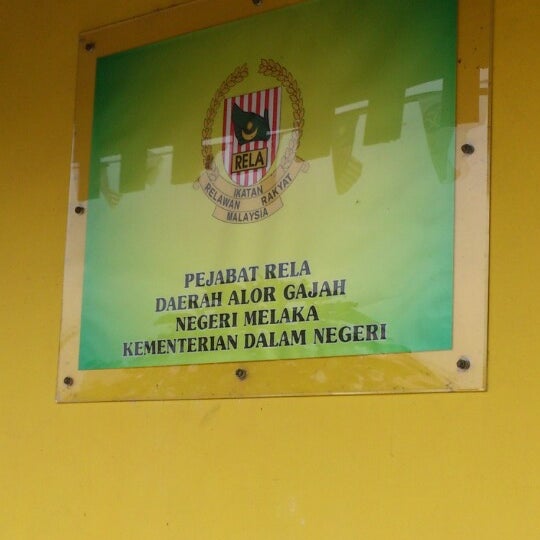 RELA
IKATAN
RELAWAN RAKYAT
MALAYSIA
PEJABAT RELA
DAERAH ALOR GAJAH
NEGERI MELAKA
KEMENTERIAN DALAM NEGERI